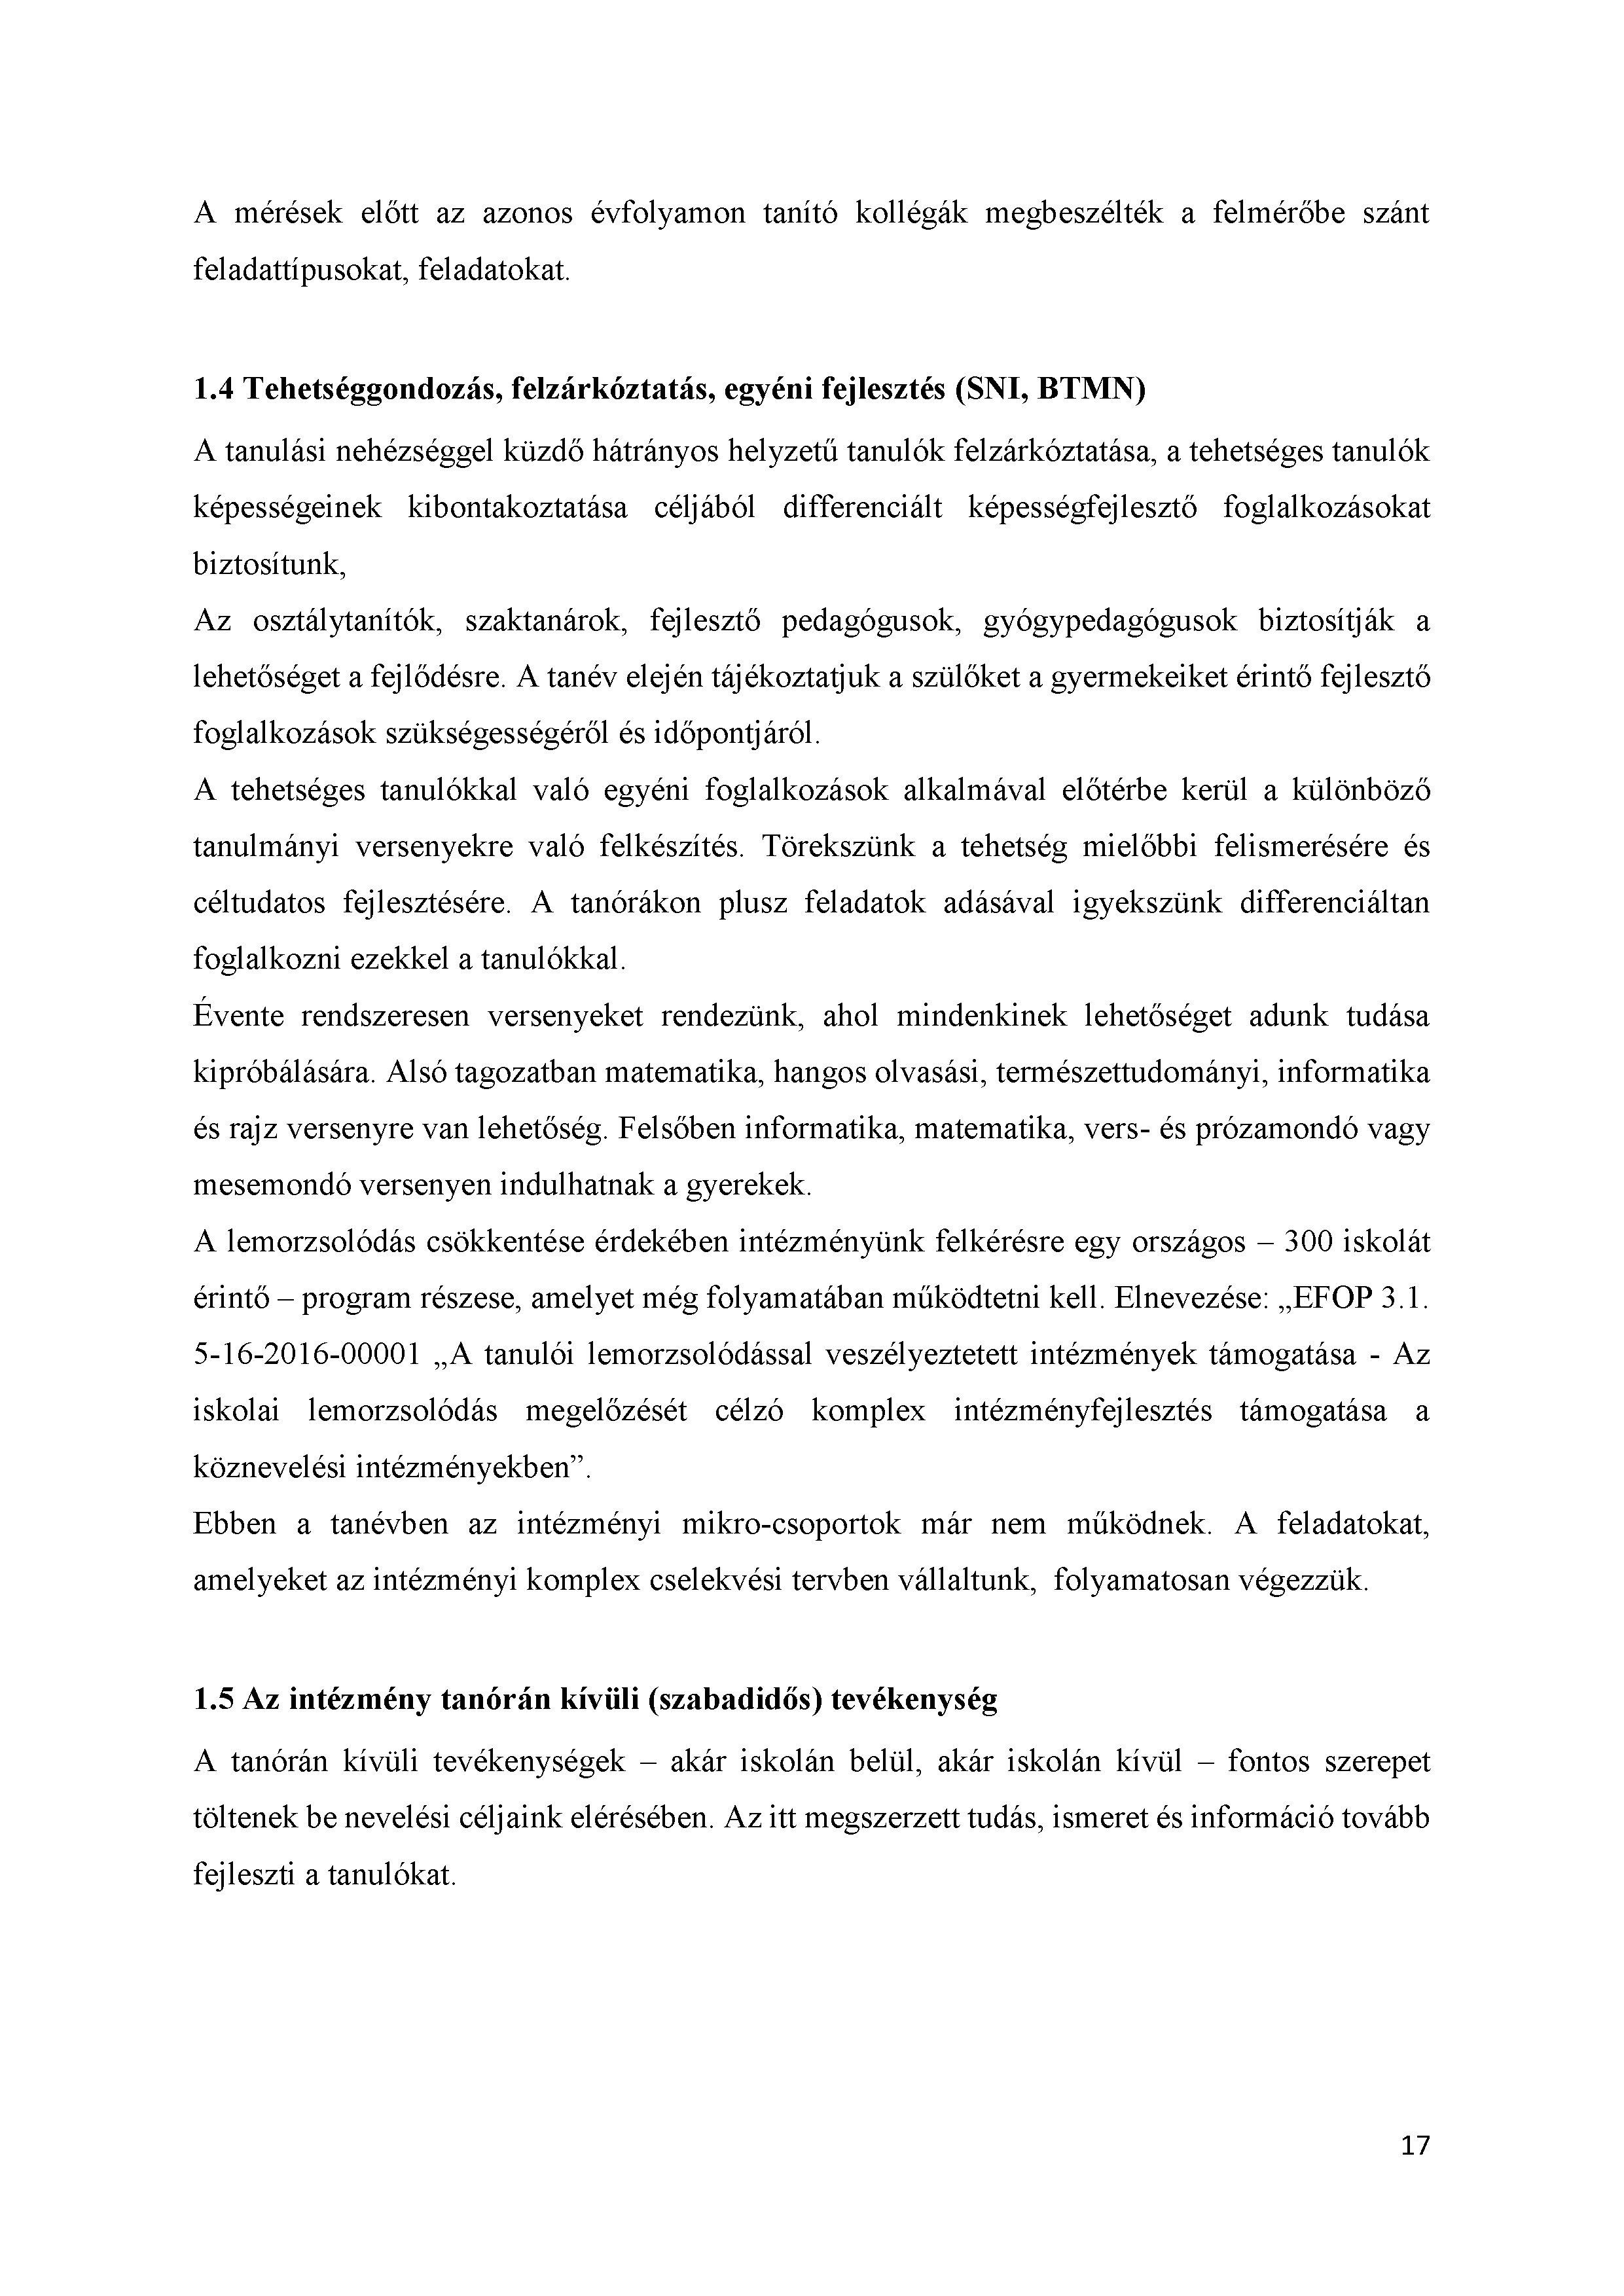 A mérések előtt az azonos évfolyamon tanító kollégák megbeszélték a felmérőbe szánt
feladattípusokat, feladatokat.
1.4 Tehetséggondozás, felzárkóztatás, egyéni fejlesztés (SNI, BTMN)
A tanulási nehézséggel küzdő hátrányos helyzetű tanulók felzárkóztatása, a tehetséges tanulók
képességeinek kibontakoztatása céljából differenciált képességfejlesztő foglalkozásokat
biztosítunk,
Az osztálytanítók, szaktanárok, fejlesztő pedagógusok, gyógypedagógusok biztosítják a
lehetőséget a fejlődésre. A tanév elején tájékoztatjuk a szülőket a gyermekeiket érintő fejlesztő
foglalkozások szükségességéről és időpontjáról.
A tehetséges tanulókkal való egyéni foglalkozások alkalmával előtérbe kerül a különböző
tanulmányi versenyekre való felkészítés. Törekszünk a tehetség mielőbbi felismerésére és
céltudatos fejlesztésére. A tanórákon plusz feladatok adásával igyekszünk differenciáltan
foglalkozni ezekkel a tanulókkal.
Évente rendszeresen versenyeket rendezünk, ahol mindenkinek lehetőséget adunk tudása
kipróbálására. Alsó tagozatban matematika, hangos olvasási, természettudományi, informatika
és rajz versenyre van lehetőség. Felsőben informatika, matematika, vers- és prózamondó vagy
mesemondó versenyen indulhatnak a gyerekek.
A lemorzsolódás csökkentése érdekében intézményünk felkérésre egy országos – 300 iskolát
érintő – program részese, amelyet még folyamatában működtetni kell. Elnevezése: „EFOP 3.1.
5-16-2016-00001 „A tanulói lemorzsolódással veszélyeztetett intézmények támogatása - Az
iskolai lemorzsolódás megelőzését célzó komplex intézményfejlesztés támogatása a
köznevelési intézményekben”.
Ebben a tanévben az intézményi mikro-csoportok már nem működnek. A feladatokat,
amelyeket az intézményi komplex cselekvési tervben vállaltunk,  folyamatosan végezzük.
1.5 Az intézmény tanórán kívüli (szabadidős) tevékenység
A tanórán kívüli tevékenységek – akár iskolán belül, akár iskolán kívül – fontos szerepet
töltenek be nevelési céljaink elérésében. Az itt megszerzett tudás, ismeret és információ tovább
fejleszti a tanulókat.
17